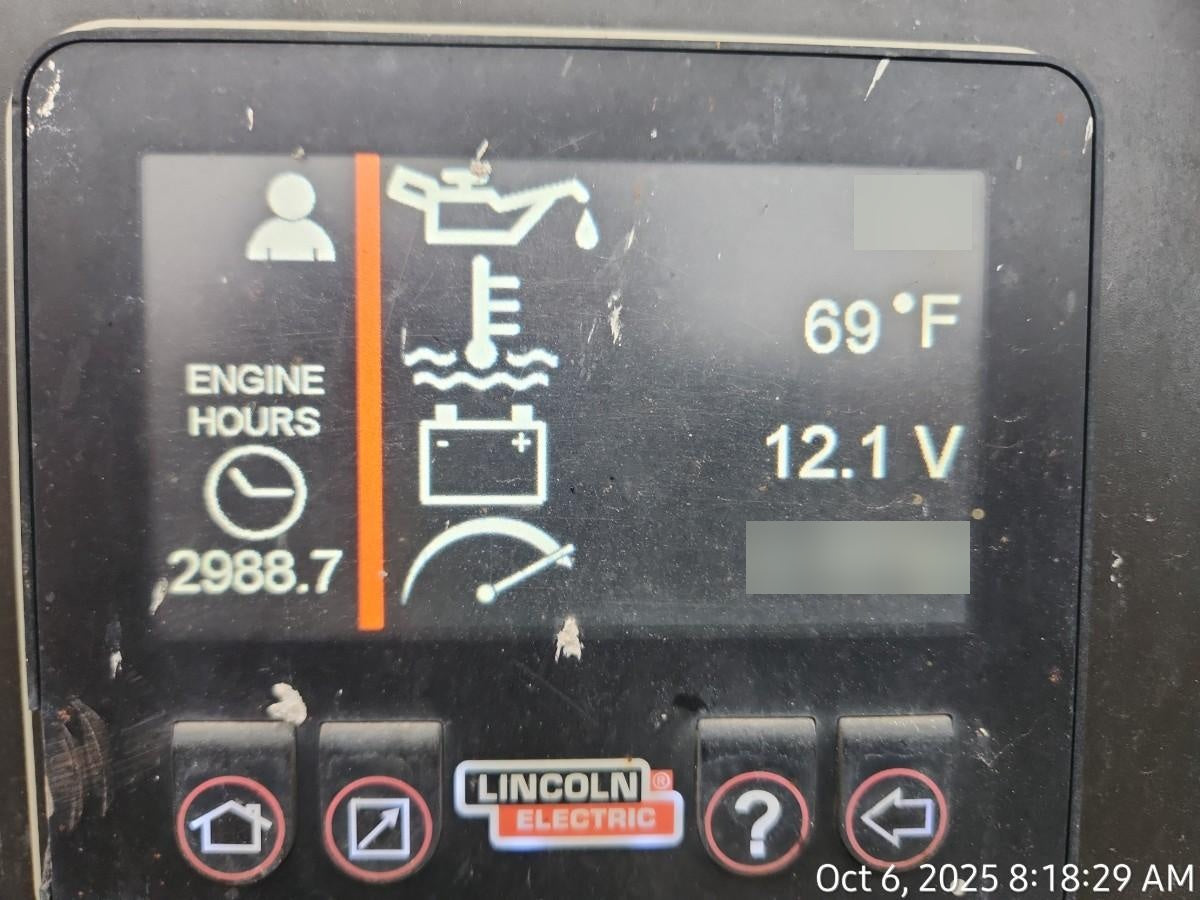 ENGINE
HOURS
2988.7
69°F
12.1 V
- +
LINCOLN ®
ELECTRIC
?
Oct 6, 2025 8:18:29 AM